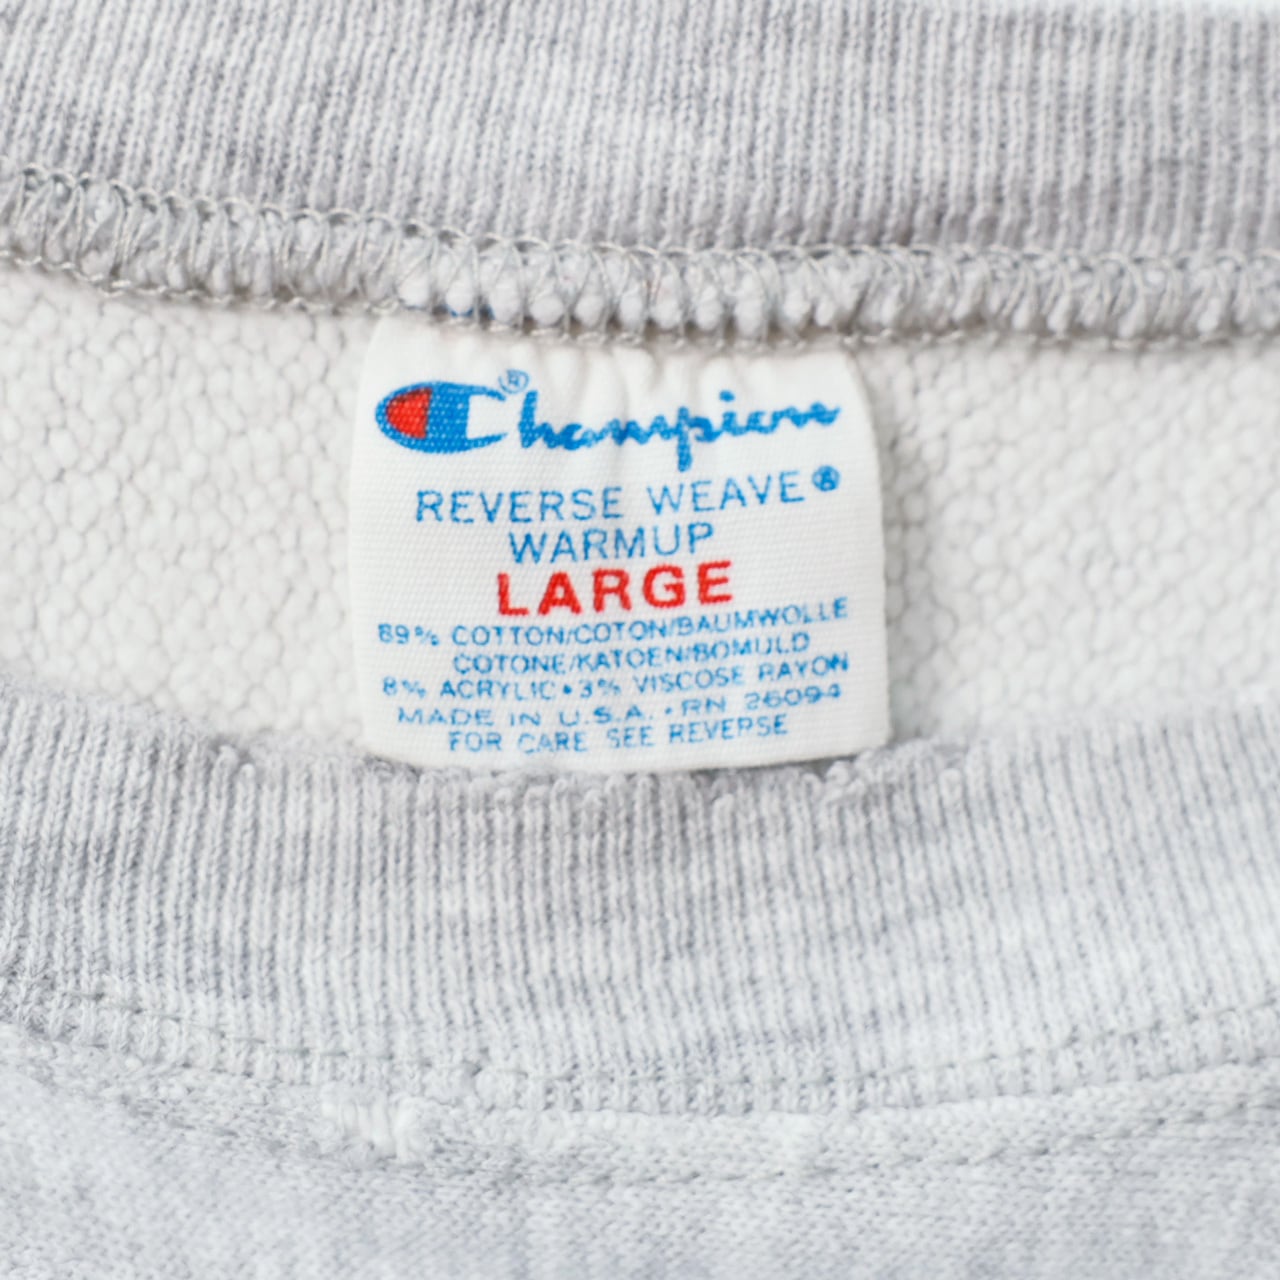 Champion®
REVERSE WEAVE®
WARMUP
LARGE
89% COTTON/COTON/BAUMWOLLE
COTONE/KATOEN/BOMULD
8% ACRYLIC • 3% VISCOSE RAYON
MADE IN U.S.A. • RN 26094
FOR CARE SEE REVERSE